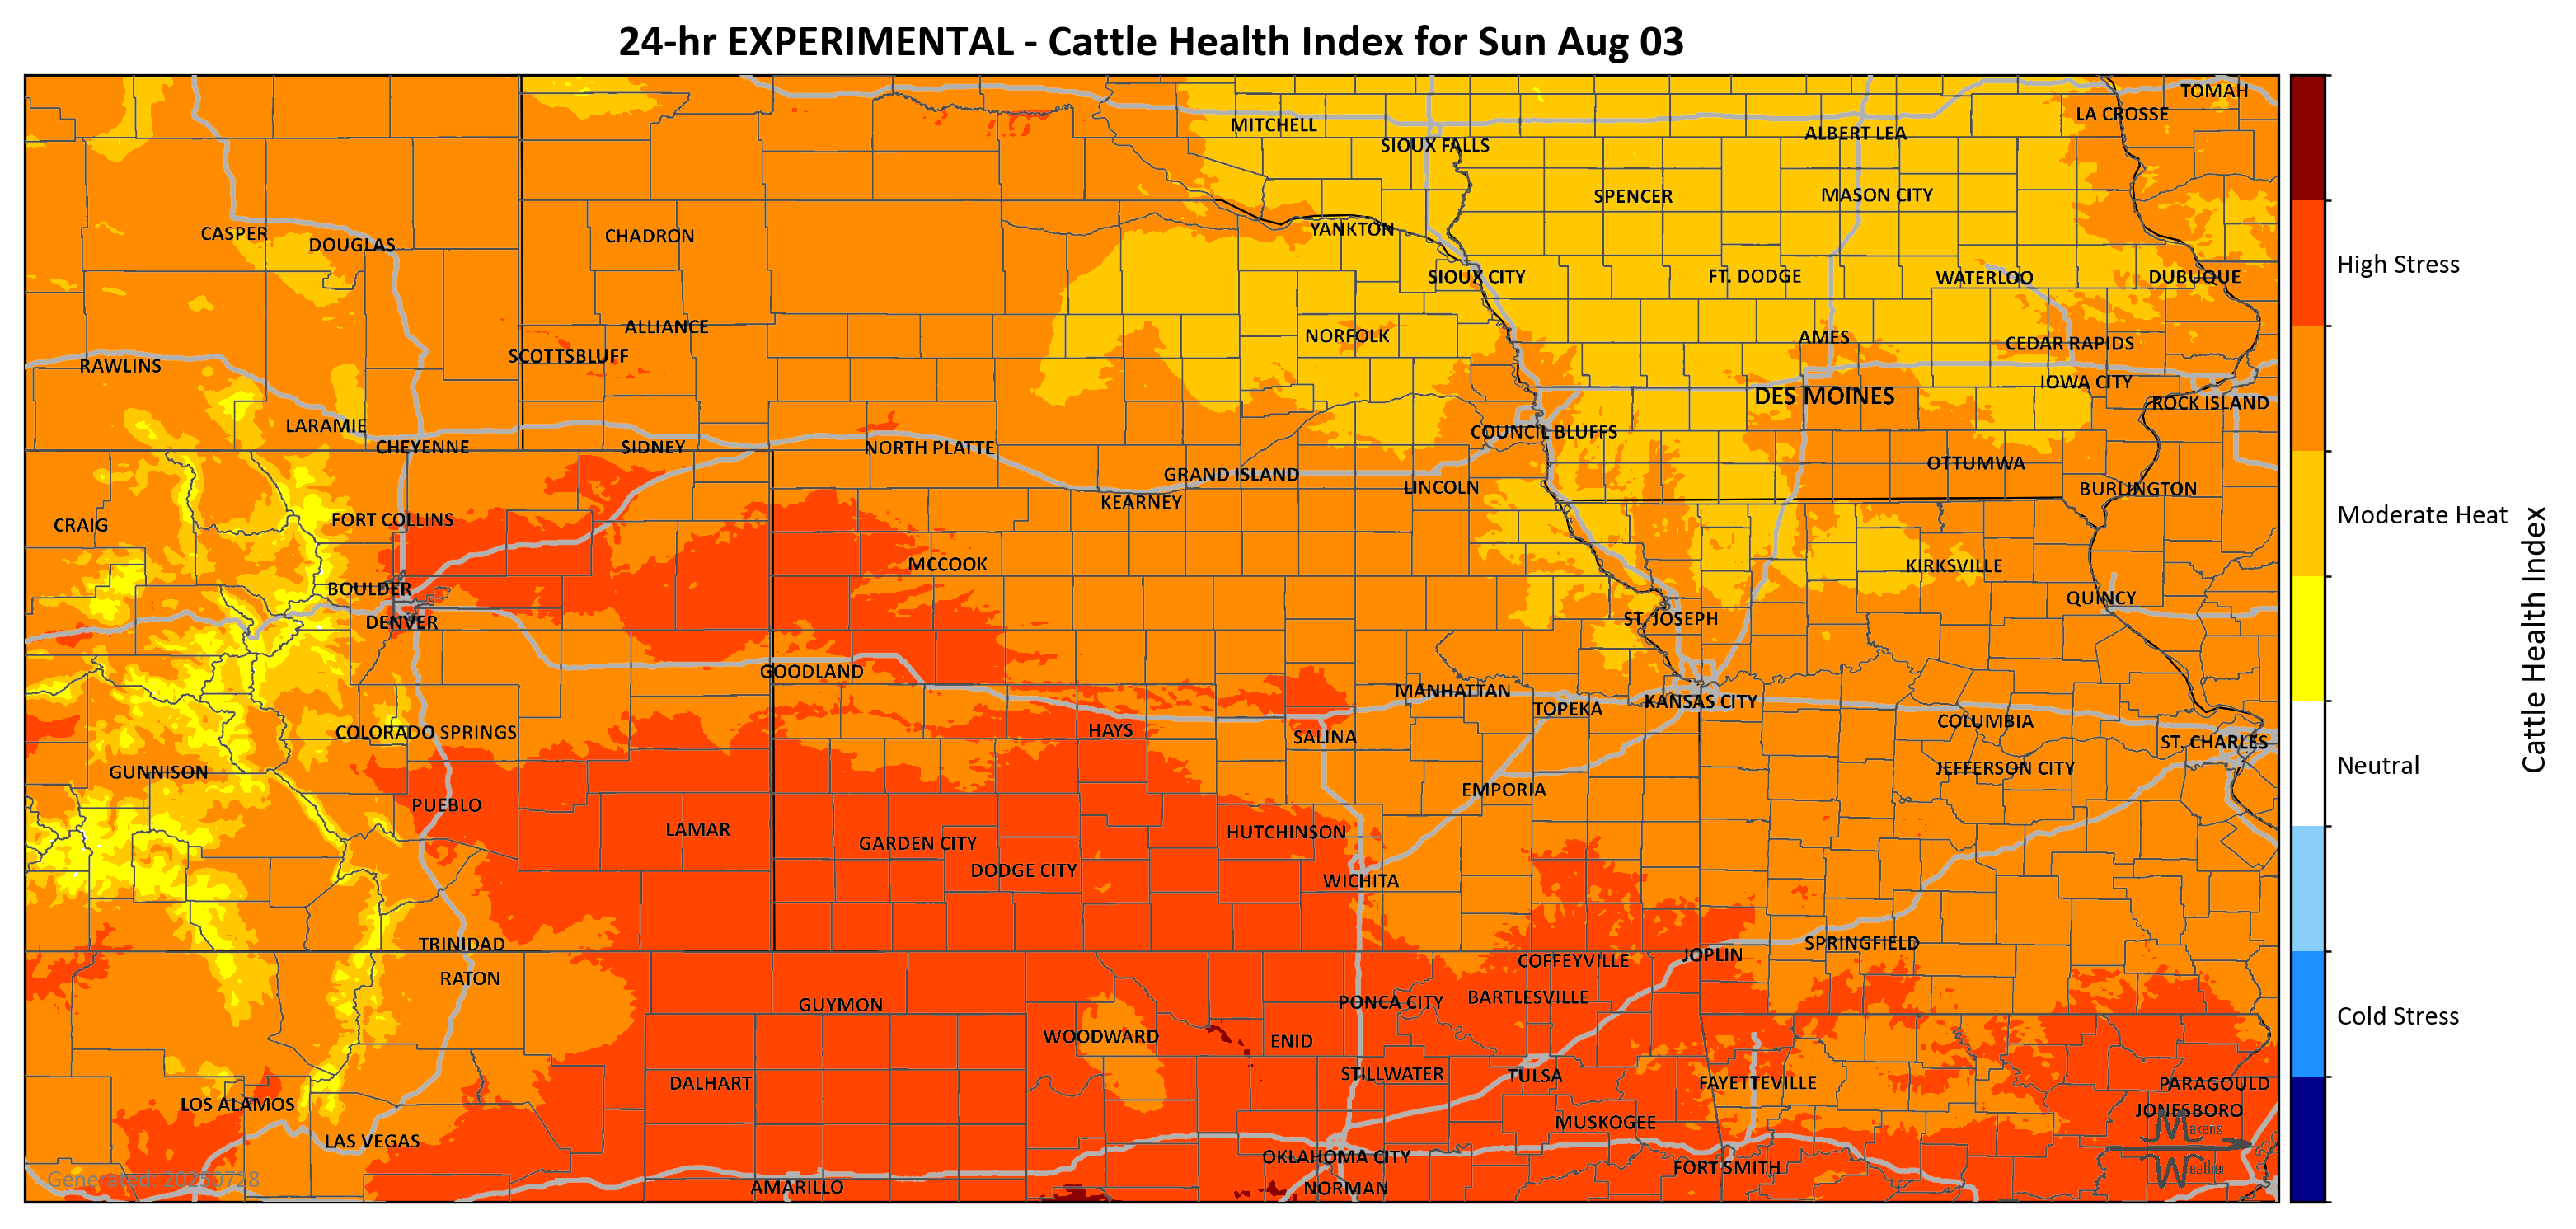 24-hr EXPERIMENTAL - Cattle Health Index for Sun Aug 03
TOMAH
LA CROSSE
MITCHELL
ALBERT LEA
SIOUX FALLS
SPENCER
MASON CITY
CASPER
DOUGLAS
CHADRON
YANKTON
SIOUX CITY
FT. DODGE
WATERLOO
DUBUQUE
ALLIANCE
NORFOLK
AMES
CEDAR RAPIDS
SCOTTSBLUFF
RAWLINS
IOWA CITY
DES MOINES
ROCK ISLAND
LARAMIE
COUNCIL BLUFFS
CHEYENNE
SIDNEY
NORTH PLATTE
OTTUMWA
GRAND ISLAND
LINCOLN
BURLINGTON
KEARNEY
CRAIG
FORT COLLINS
MCCOOK
KIRKSVILLE
BOULDER
QUINCY
DENVER
ST. JOSEPH
GOODLAND
MANHATTAN
TOPEKA
KANSAS CITY
COLUMBIA
COLORADO SPRINGS
HAYS
SALINA
ST. CHARLES
GUNNISON
JEFFERSON CITY
EMPORIA
PUEBLO
LAMAR
HUTCHINSON
GARDEN CITY
DODGE CITY
WICHITA
TRINIDAD
SPRINGFIELD
JOPLIN
COFFEYVILLE
RATON
BARTLESVILLE
PONCA CITY
GUYMON
WOODWARD
ENID
STILLWATER
TULSA
DALHART
FAYETTEVILLE
PARAGOULD
LOS ALAMOS
JONESBORO
MUSKOGEE
LAS VEGAS
OKLAHOMA CITY
FORT SMITH
AMARILLO
NORMAN
Generated: 20250728
Makens
Weather
High Stress
Moderate Heat
Neutral
Cold Stress
Cattle Health Index